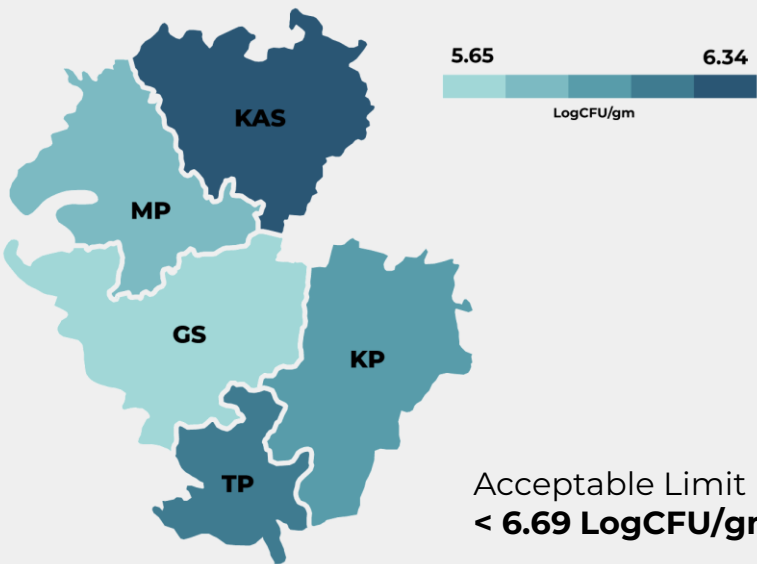 5.65
6.34
LogCFU/gm
KAS
MP
GS
KP
TP
Acceptable Limit
< 6.69 LogCFU/gm